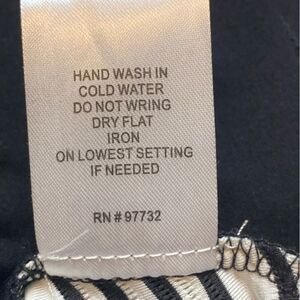 HAND WASH IN
COLD WATER
DO NOT WRING
DRY FLAT
IRON
ON LOWEST SETTING
IF NEEDED
RN # 97732